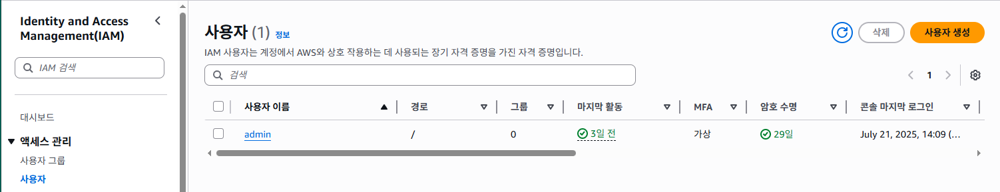 Identity and Access
Management(IAM)
IAM 검색
대시보드
액세스 관리
사용자 그룹
사용자
사용자 (1) 정보
삭제
사용자 생성
IAM 사용자는 계정에서 AWS와 상호 작용하는 데 사용되는 장기 자격 증명을 가진 자격 증명입니다.
검색
1
사용자 이름 경로 그룹 마지막 활동 MFA 암호 수명 콘솔 마지막 로그인
admin / 0 3일 전 가상 29일 July 21, 2025, 14:09 (...